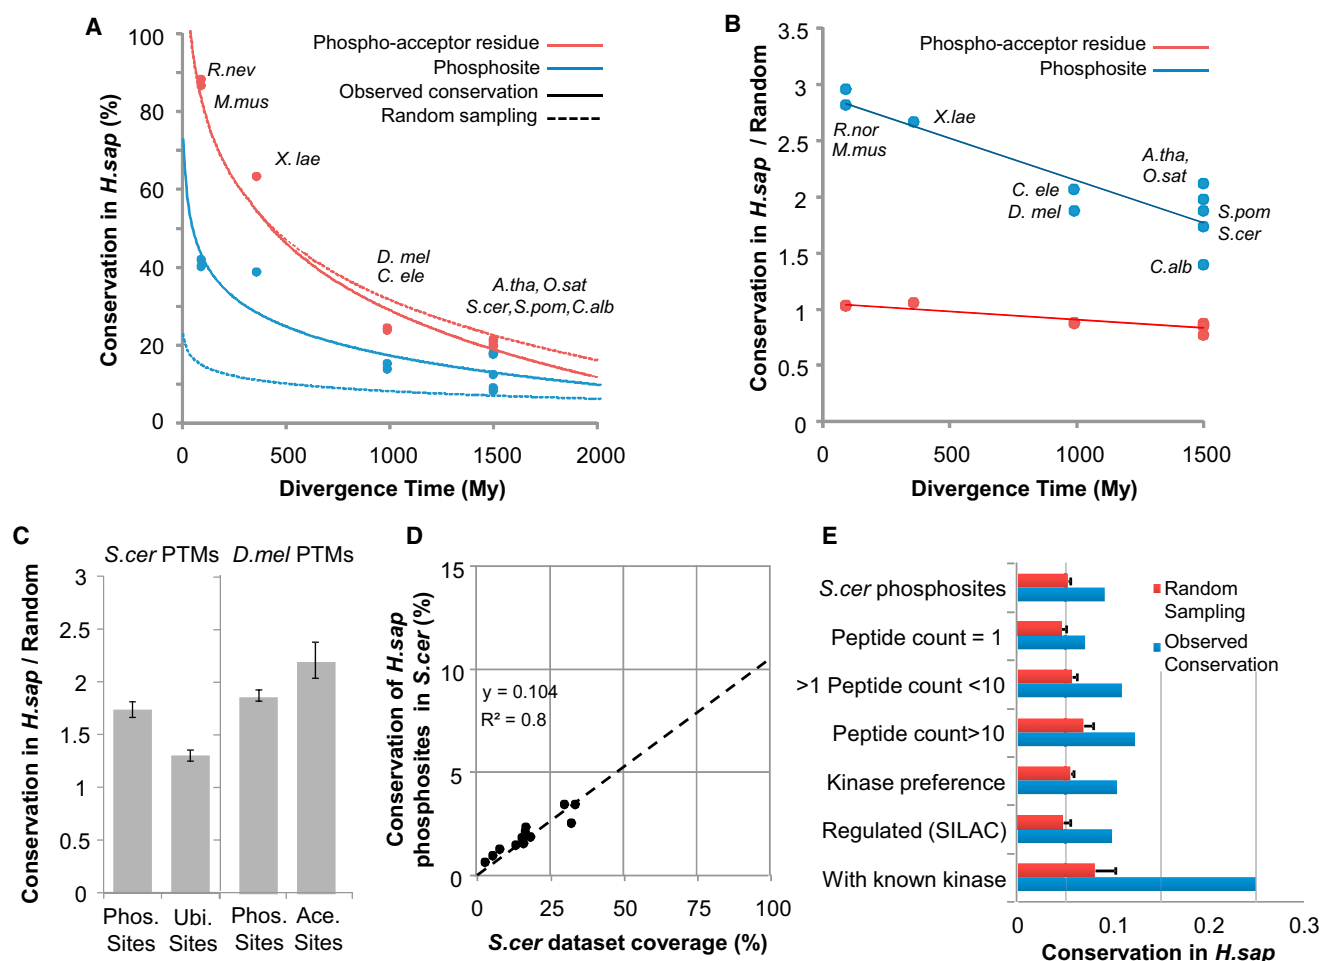 A
100
80
60
40
20
0
Conservation in H.sap (%)
Phospho-acceptor residue
Phosphosite
Observed conservation
Random sampling
R.nev
M.mus
X. lae
D. mel
C. ele
A.tha, O.sat
S.cer,S.pom,C.alb
0
500
1000
1500
2000
Divergence Time (My)
B
3.5
3
2.5
2
1.5
1
0.5
0
Conservation in H.sap / Random
Phospho-acceptor residue
Phosphosite
R.nor
M.mus
X.lae
C. ele
D. mel
A.tha,
O.sat
S.pom
S.cer
C.alb
0
500
1000
1500
Divergence Time (My)
C
S.cer PTMs
D.mel PTMs
3
2.5
2
1.5
1
0.5
0
Conservation in H.sap / Random
Phos.
Sites
Ubi.
Sites
Phos.
Sites
Ace.
Sites
D
15
10
5
0
Conservation of H.sap
phosphosites in S.cer (%)
y = 0.104
R² = 0.8
0
25
50
75
100
S.cer dataset coverage (%)
E
S.cer phosphosites
Peptide count = 1
>1 Peptide count <10
Peptide count>10
Kinase preference
Regulated (SILAC)
With known kinase
Random
Sampling
Observed
Conservation
0
0.1
0.2
0.3
Conservation in H.sap